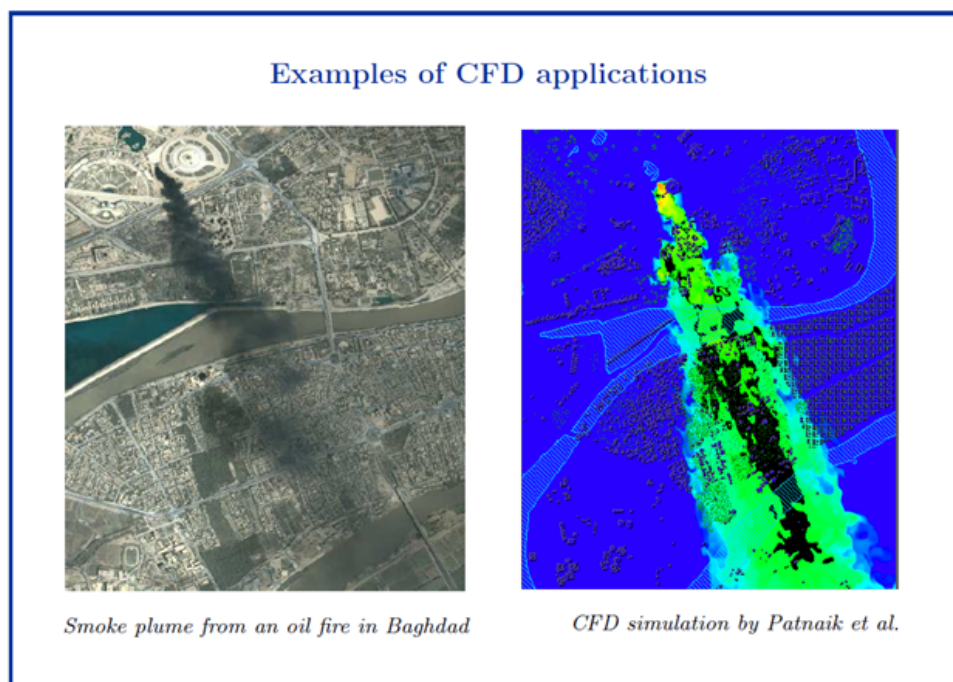 Examples of CFD applications
Smoke plume from an oil fire in Baghdad
CFD simulation by Patnaik et al.